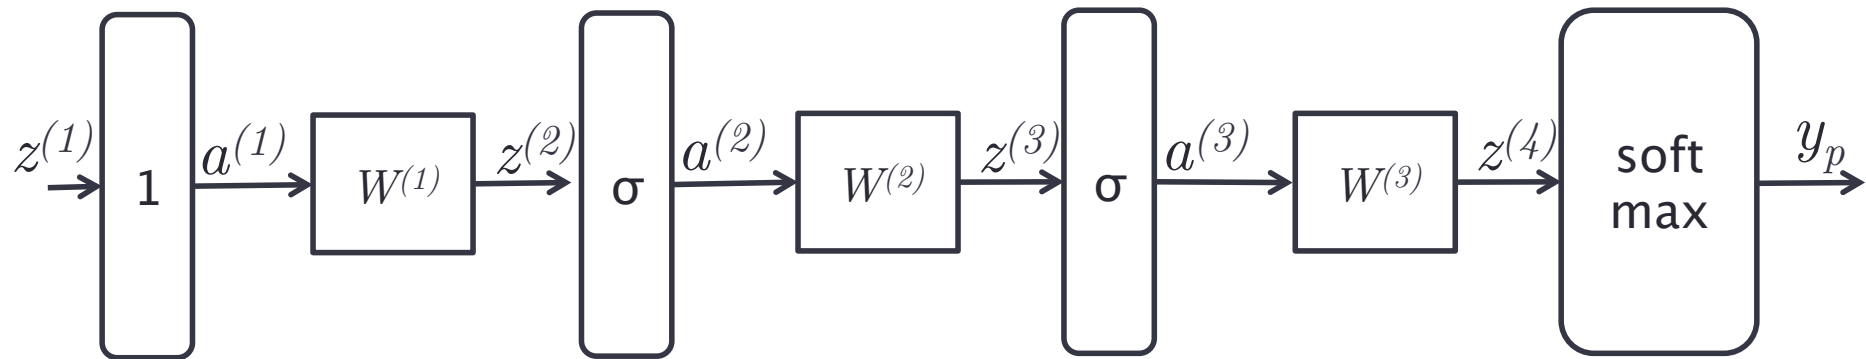 z(1)
1
a(1)
W(1)
z(2)
σ
a(2)
W(2)
z(3)
σ
a(3)
W(3)
z(4)
soft
max
yp